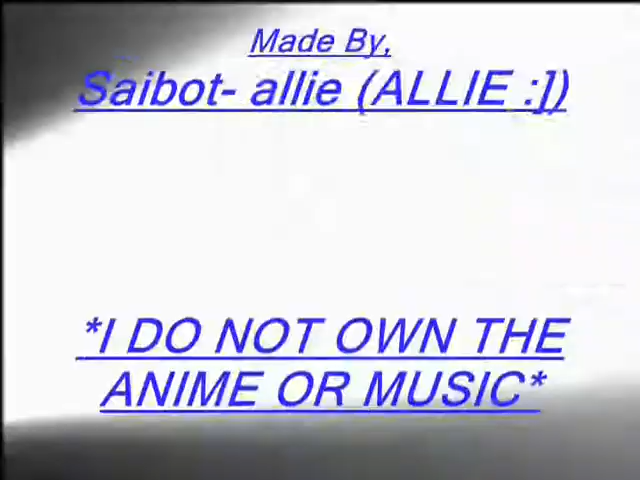 Made By,
Saibot- allie (ALLIE :])
*I DO NOT OWN THE
ANIME OR MUSIC*